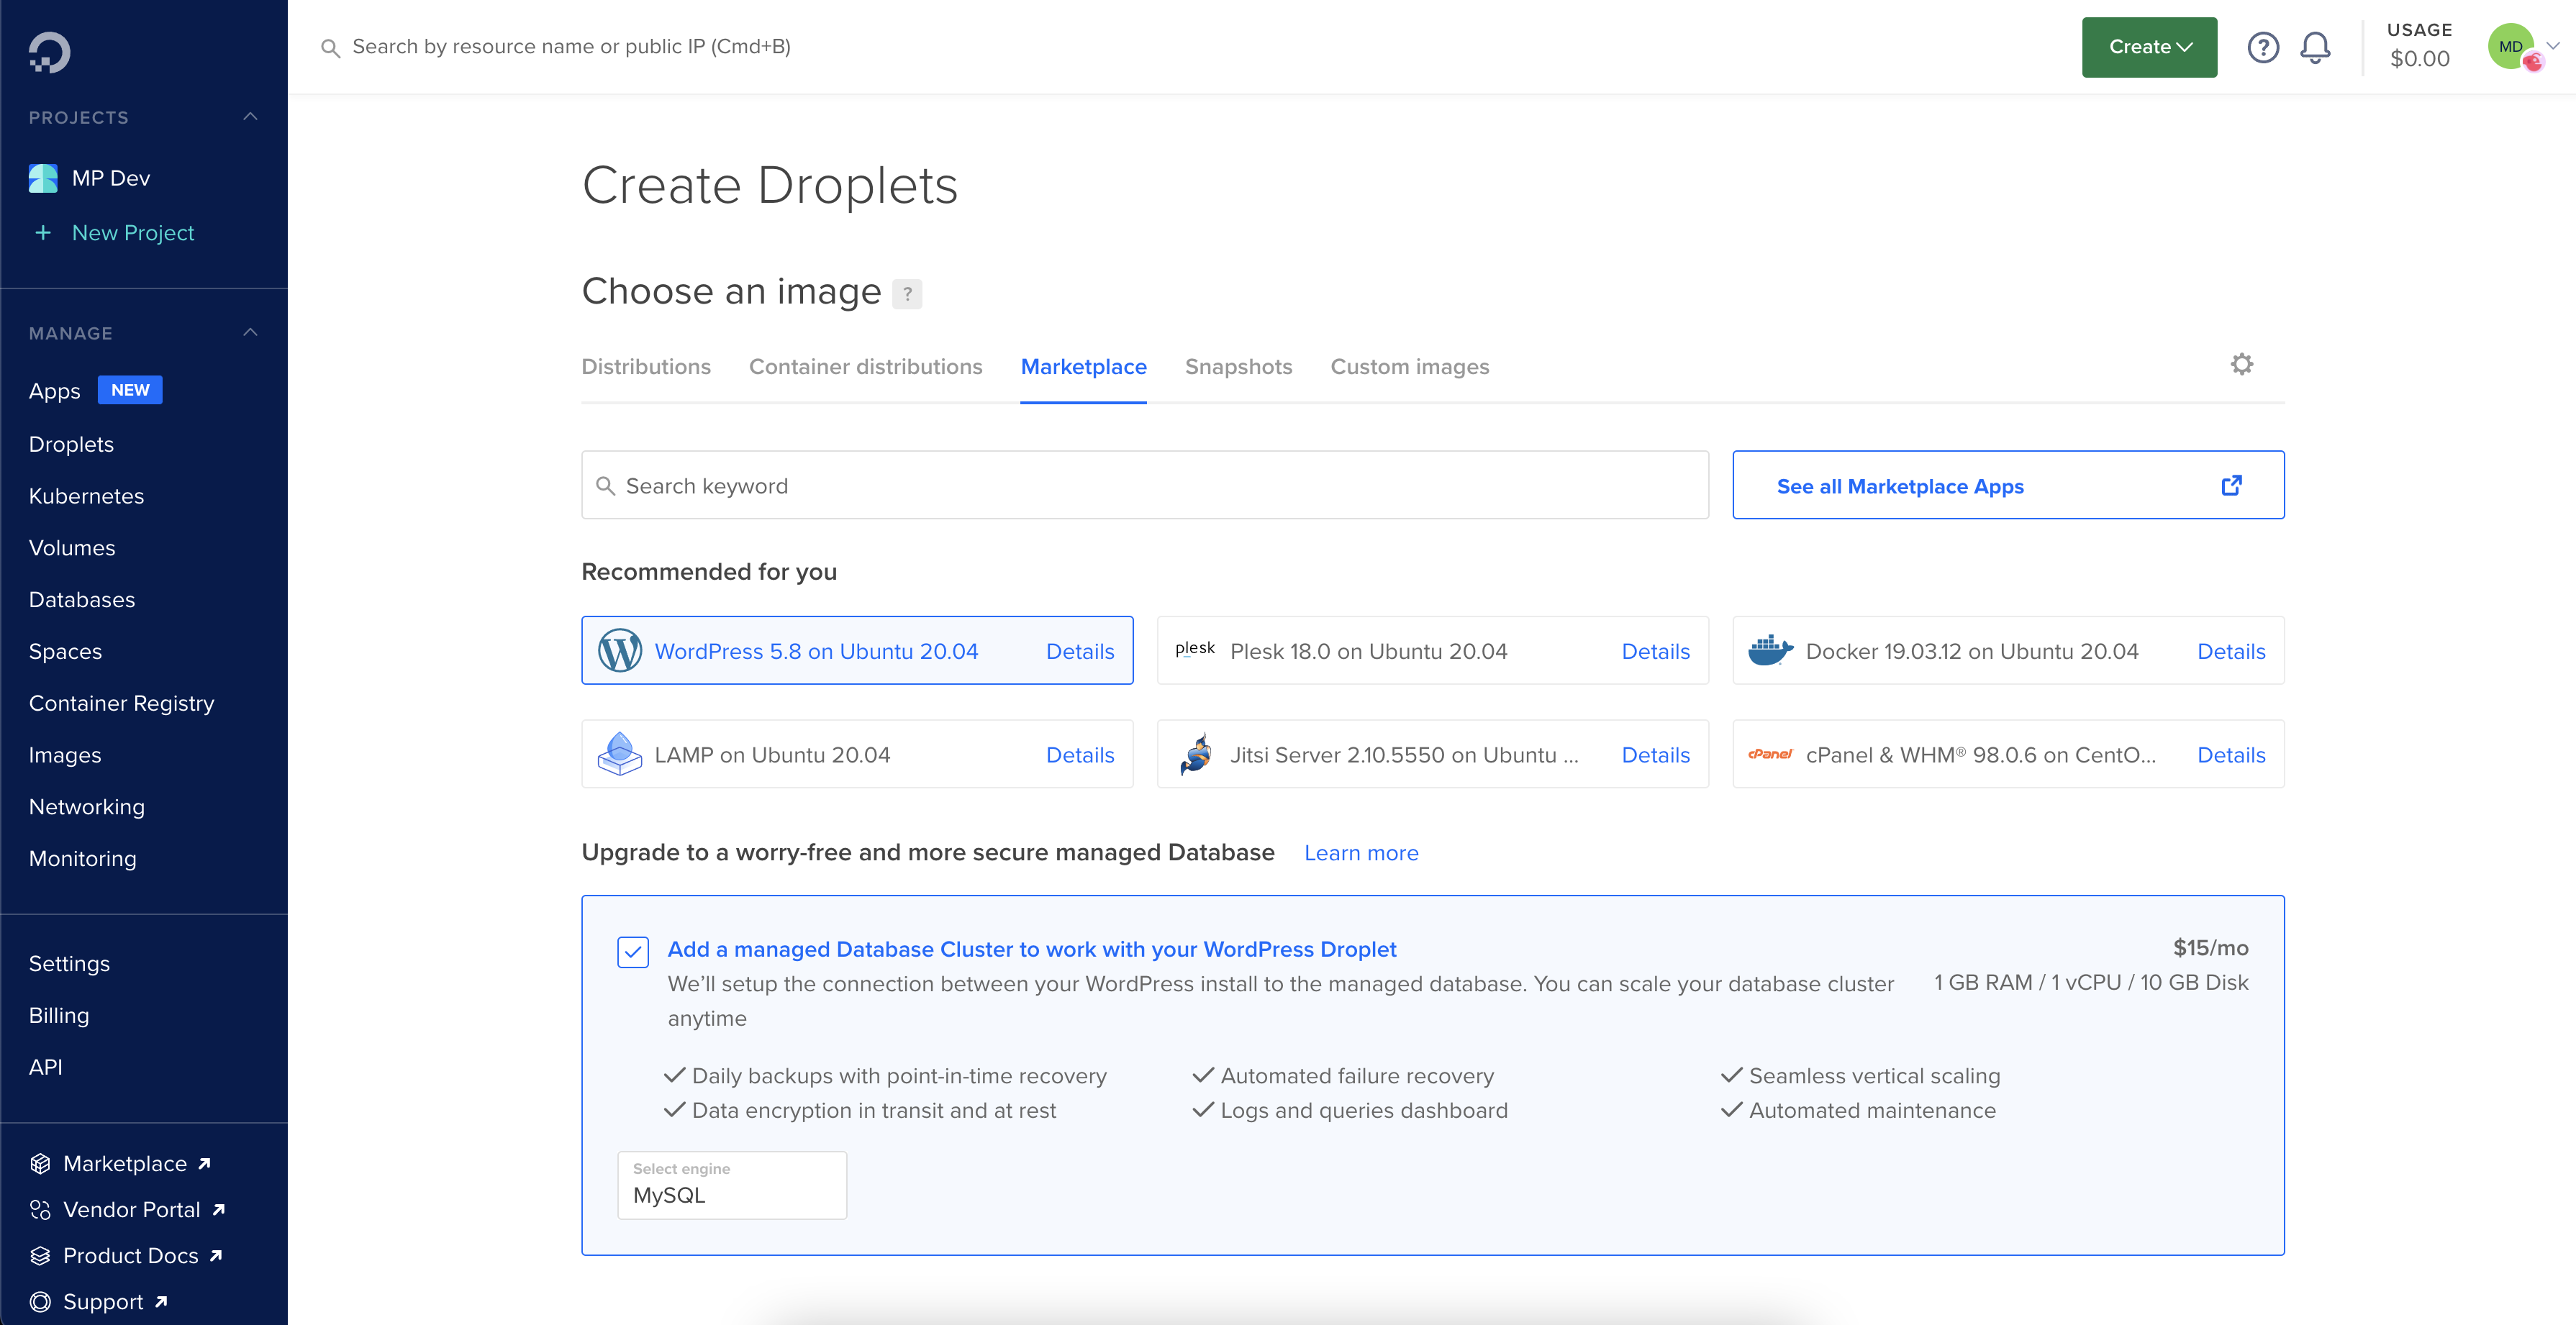 Search by resource name or public IP (Cmd+B)
Create
USAGE
$0.00
MD
PROJECTS
MP Dev
+ New Project
MANAGE
Apps NEW
Droplets
Kubernetes
Volumes
Databases
Spaces
Container Registry
Images
Networking
Monitoring
Settings
Billing
API
Marketplace
Vendor Portal
Product Docs
Support
Create Droplets
Choose an image ?
Distributions Container distributions Marketplace Snapshots Custom images
Search keyword
See all Marketplace Apps
Recommended for you
WordPress 5.8 on Ubuntu 20.04 Details
plesk Plesk 18.0 on Ubuntu 20.04 Details
Docker 19.03.12 on Ubuntu 20.04 Details
LAMP on Ubuntu 20.04 Details
Jitsi Server 2.10.5550 on Ubuntu ... Details
cPanel cPanel & WHM® 98.0.6 on CentO... Details
Upgrade to a worry-free and more secure managed Database Learn more
Add a managed Database Cluster to work with your WordPress Droplet
$15/mo
We’ll setup the connection between your WordPress install to the managed database. You can scale your database cluster
anytime
1 GB RAM / 1 vCPU / 10 GB Disk
Daily backups with point-in-time recovery
Automated failure recovery
Seamless vertical scaling
Data encryption in transit and at rest
Logs and queries dashboard
Automated maintenance
Select engine
MySQL